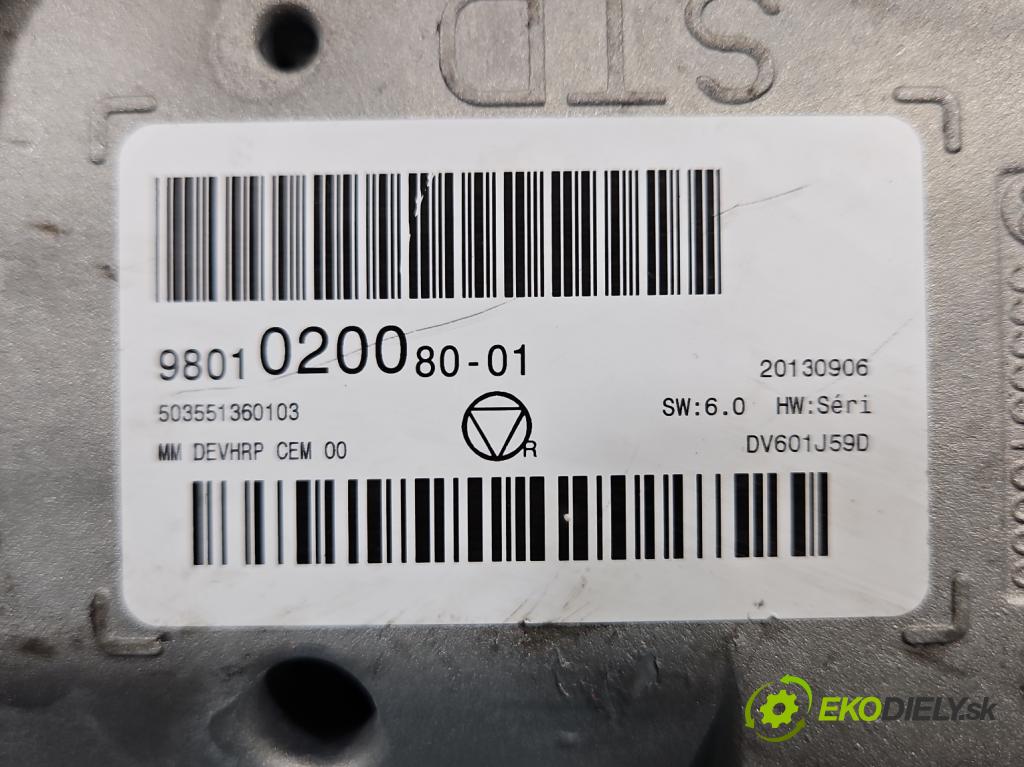 STD
9801020080-01
20130906
503551360103
SW:6.0 HW:Séri
R
MM DEVHRP CEM 00
DV601J59D
EKODIELY.sk